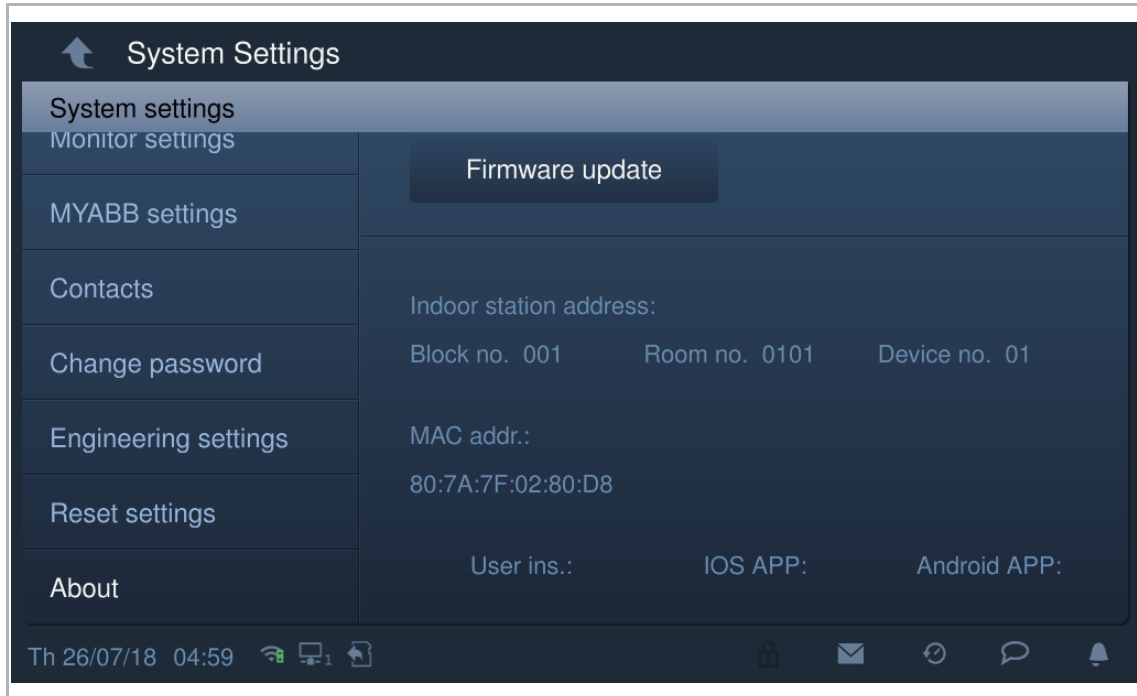 System Settings
System settings
Monitor settings
Firmware update
MYABB settings
Contacts
Indoor station address:
Change password
Block no. 001 Room no. 0101 Device no. 01
Engineering settings
MAC addr.:
80:7A:7F:02:80:D8
Reset settings
User ins.: IOS APP: Android APP:
About
Th 26/07/18 04:59 1